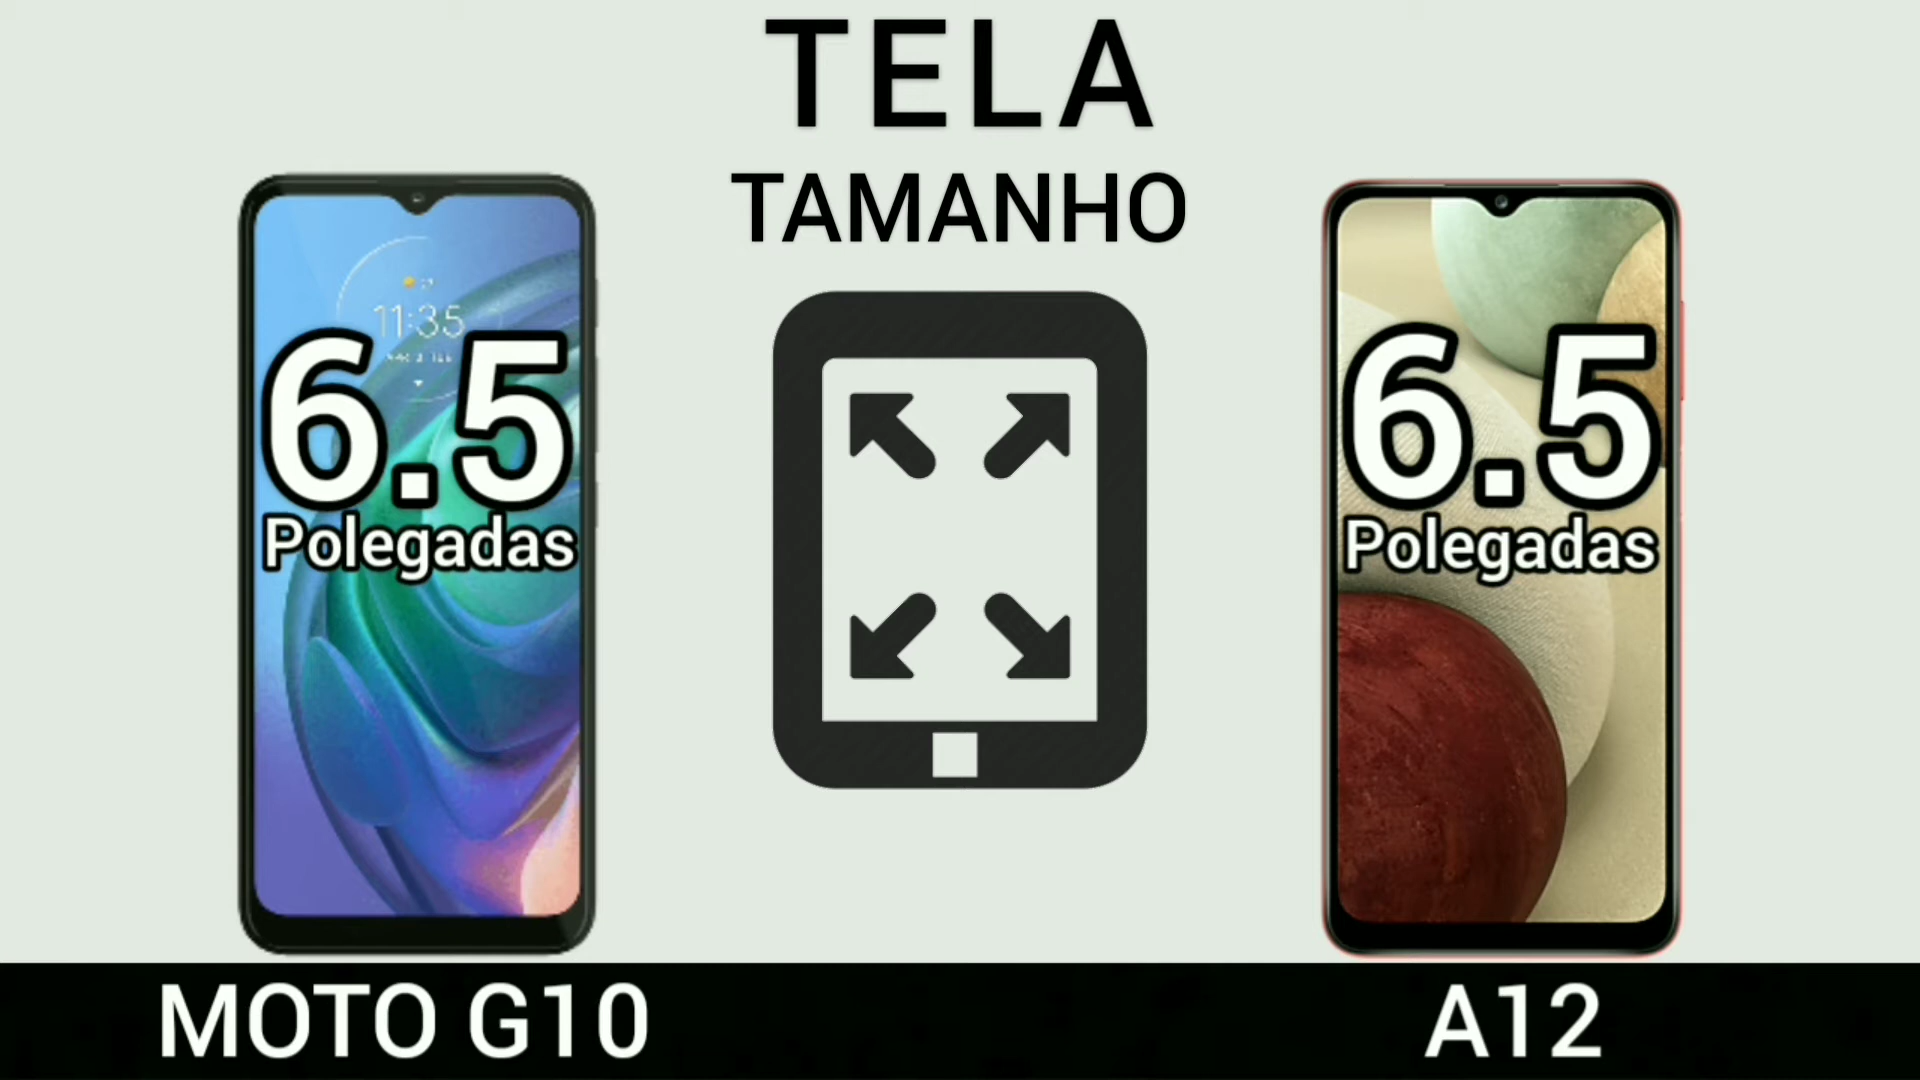 TELA
TAMANHO
11:35
6.5
Polegadas
6.5
Polegadas
MOTO G10
A12